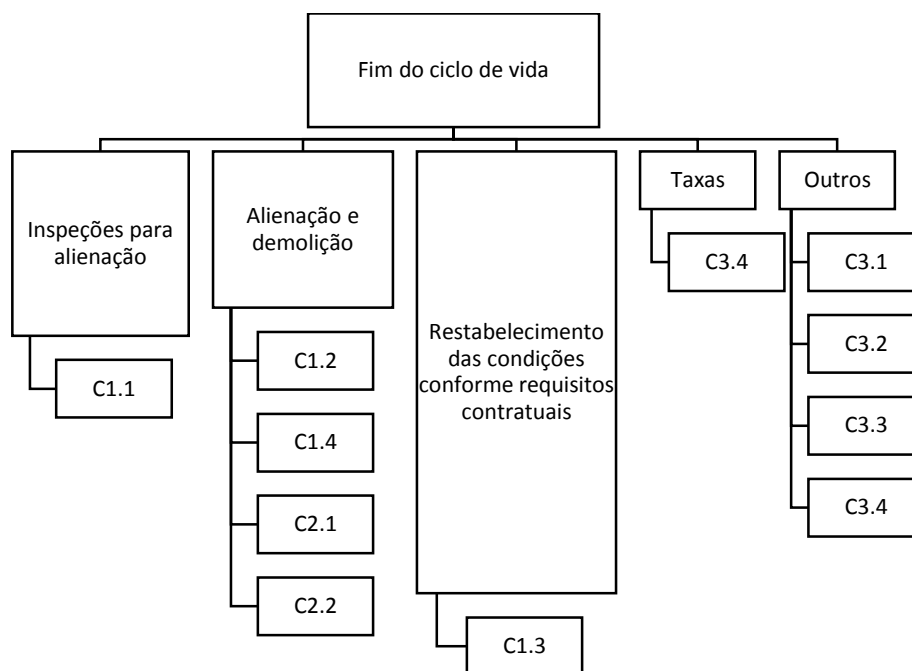 Fim do ciclo de vida
Inspeções para
alienação
C1.1
Alienação e
demolição
C1.2
C1.4
C2.1
C2.2
Restabelecimento
das condições
conforme requisitos
contratuais
C1.3
Taxas
C3.4
Outros
C3.1
C3.2
C3.3
C3.4